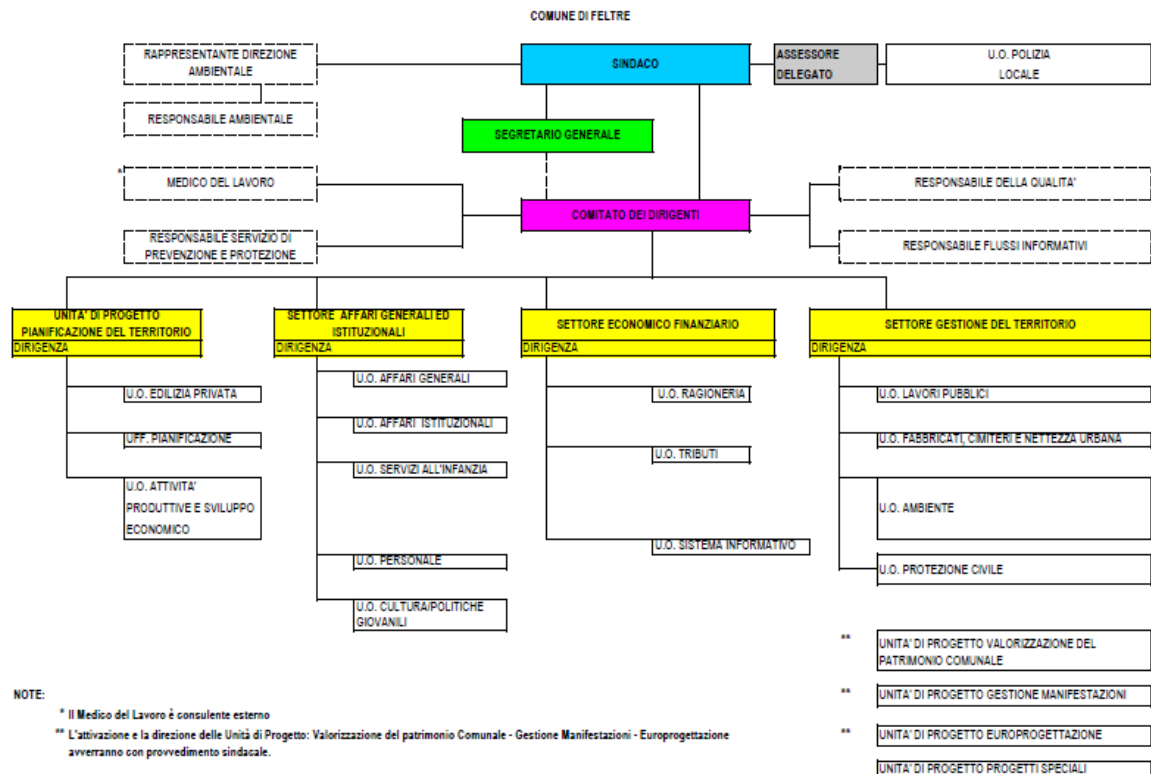 COMUNE DI FELTRE
RAPPRESENTANTE DIREZIONE
AMBIENTALE
SINDACO
ASSESSORE
DELEGATO
U.O. POLIZIA
LOCALE
RESPONSABILE AMBIENTALE
SEGRETARIO GENERALE
*
MEDICO DEL LAVORO
RESPONSABILE DELLA QUALITA'
COMITATO DEI DIRIGENTI
RESPONSABILE SERVIZIO DI
PREVENZIONE E PROTEZIONE
RESPONSABILE FLUSSI INFORMATIVI
UNITA' DI PROGETTO
PIANIFICAZIONE DEL TERRITORIO
DIRIGENZA
SETTORE AFFARI GENERALI ED
ISTITUZIONALI
DIRIGENZA
SETTORE ECONOMICO FINANZIARIO
DIRIGENZA
SETTORE GESTIONE DEL TERRITORIO
DIRIGENZA
U.O. EDILIZIA PRIVATA
UFF. PIANIFICAZIONE
U.O. ATTIVITA'
PRODUTTIVE E SVILUPPO
ECONOMICO
U.O. AFFARI GENERALI
U.O. AFFARI ISTITUZIONALI
U.O. SERVIZI ALL'INFANZIA
U.O. PERSONALE
U.O. CULTURA/POLITICHE
GIOVANILI
U.O. RAGIONERIA
U.O. TRIBUTI
U.O. SISTEMA INFORMATIVO
U.O. LAVORI PUBBLICI
U.O. FABBRICATI, CIMITERI E NETTEZZA URBANA
U.O. AMBIENTE
U.O. PROTEZIONE CIVILE
** UNITA' DI PROGETTO VALORIZZAZIONE DEL
PATRIMONIO COMUNALE
** UNITA' DI PROGETTO GESTIONE MANIFESTAZIONI
** UNITA' DI PROGETTO EUROPROGETTAZIONE
UNITA' DI PROGETTO PROGETTI SPECIALI
NOTE:
* Il Medico del Lavoro è consulente esterno
** L'attivazione e la direzione delle Unità di Progetto: Valorizzazione del patrimonio Comunale - Gestione Manifestazioni - Europrogettazione
avverranno con provvedimento sindacale.